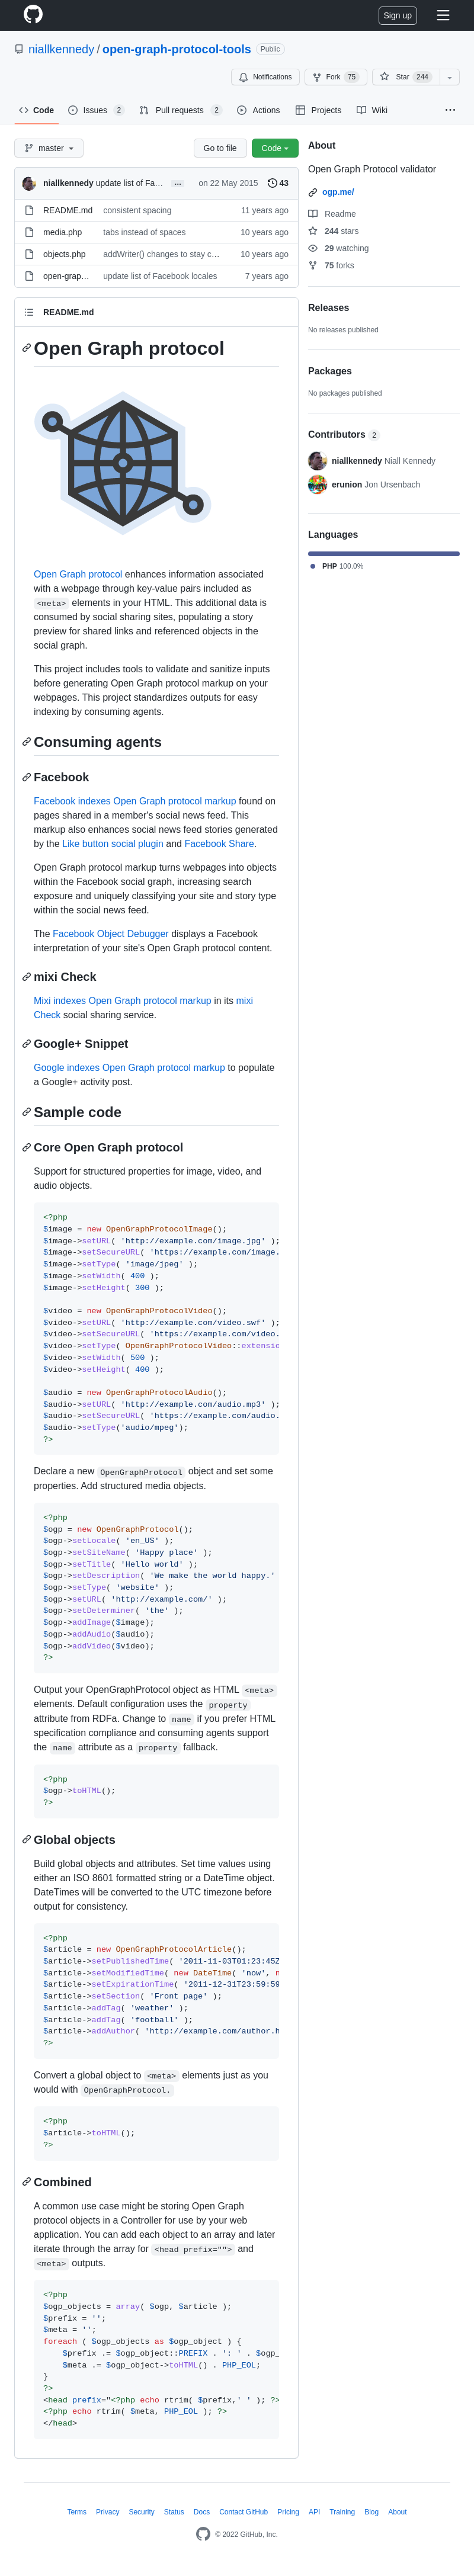 Sign up
niallkennedy / open-graph-protocol-tools Public
Notifications Fork 75 Star 244
Code Issues 2 Pull requests 2 Actions Projects Wiki
master Go to file Code
niallkennedy update list of Fa… … on 22 May 2015 43
README.md consistent spacing 11 years ago
media.php tabs instead of spaces 10 years ago
objects.php addWriter() changes to stay c… 10 years ago
open-grap… update list of Facebook locales 7 years ago
README.md
Open Graph protocol
Open Graph protocol enhances information associated
with a webpage through key-value pairs included as
<meta> elements in your HTML. This additional data is
consumed by social sharing sites, populating a story
preview for shared links and referenced objects in the
social graph.
This project includes tools to validate and sanitize inputs
before generating Open Graph protocol markup on your
webpages. This project standardizes outputs for easy
indexing by consuming agents.
Consuming agents
Facebook
Facebook indexes Open Graph protocol markup found on
pages shared in a member's social news feed. This
markup also enhances social news feed stories generated
by the Like button social plugin and Facebook Share.
Open Graph protocol markup turns webpages into objects
within the Facebook social graph, increasing search
exposure and uniquely classifying your site and story type
within the social news feed.
The Facebook Object Debugger displays a Facebook
interpretation of your site's Open Graph protocol content.
mixi Check
Mixi indexes Open Graph protocol markup in its mixi
Check social sharing service.
Google+ Snippet
Google indexes Open Graph protocol markup to populate
a Google+ activity post.
Sample code
Core Open Graph protocol
Support for structured properties such as image, video, and
audio objects.
<?php
$image = new OpenGraphProtocolImage();
$image->setURL( 'http://example.com/image.jpg' );
$image->setSecureURL( 'https://example.com/image.
$image->setType( 'image/jpeg' );
$image->setWidth( 400 );
$image->setHeight( 300 );
$video = new OpenGraphProtocolVideo();
$video->setURL( 'http://example.com/video.swf' );
$video->setSecureURL( 'https://example.com/video.
$video->setType( OpenGraphProtocolVideo::extensio
$video->setWidth( 500 );
$video->setHeight( 400 );
$audio = new OpenGraphProtocolAudio();
$audio->setURL( 'http://example.com/audio.mp3' );
$audio->setSecureURL( 'https://example.com/audio.
$audio->setType('audio/mpeg');
?>
Declare a new OpenGraphProtocol object and set some
properties. Add structured media objects.
<?php
$ogp = new OpenGraphProtocol();
$ogp->setLocale( 'en_US' );
$ogp->setSiteName( 'Happy place' );
$ogp->setTitle( 'Hello world' );
$ogp->setDescription( 'We make the world happy.'
$ogp->setType( 'website' );
$ogp->setURL( 'http://example.com/' );
$ogp->setDeterminer( 'the' );
$ogp->addImage($image);
$ogp->addAudio($audio);
$ogp->addVideo($video);
?>
Output your OpenGraphProtocol object as HTML <meta>
elements. Default configuration uses the property
attribute from RDFa. Change to name if you prefer HTML
specification compliance and consuming agents support
the name attribute as a property fallback.
<?php
$ogp->toHTML();
?>
Global objects
Build global objects and attributes. Set time values using
either an ISO 8601 formatted string or a DateTime object.
DateTimes will be converted to the UTC timezone before
output for consistency.
<?php
$article = new OpenGraphProtocolArticle();
$article->setPublishedTime( '2011-11-03T01:23:45Z
$article->setModifiedTime( new DateTime( 'now', n
$article->setExpirationTime( '2011-12-31T23:59:59
$article->setSection( 'Front page' );
$article->addTag( 'weather' );
$article->addTag( 'football' );
$article->addAuthor( 'http://example.com/author.h
?>
Convert a global object to <meta> elements just as you
would with OpenGraphProtocol.
<?php
$article->toHTML();
?>
Combined
A common use case might be storing Open Graph
protocol objects in a Controller for use by your web
application. You can add each object to an array and later
iterate through the array for <head prefix=""> and
<meta> outputs.
<?php
$ogp_objects = array( $ogp, $article );
$prefix = '';
$meta = '';
foreach ( $ogp_objects as $ogp_object ) {
$prefix .= $ogp_object::PREFIX . ': ' . $ogp_
$meta .= $ogp_object->toHTML() . PHP_EOL;
}
?>
<head prefix="<?php echo rtrim( $prefix,' ' ); ?>
<?php echo rtrim( $meta, PHP_EOL ); ?>
</head>
About
Open Graph Protocol validator
ogp.me/
Readme
244 stars
29 watching
75 forks
Releases
No releases published
Packages
No packages published
Contributors 2
niallkennedy Niall Kennedy
erunion Jon Ursenbach
Languages
PHP 100.0%
Terms Privacy Security Status Docs Contact GitHub Pricing API Training Blog About
© 2022 GitHub, Inc.